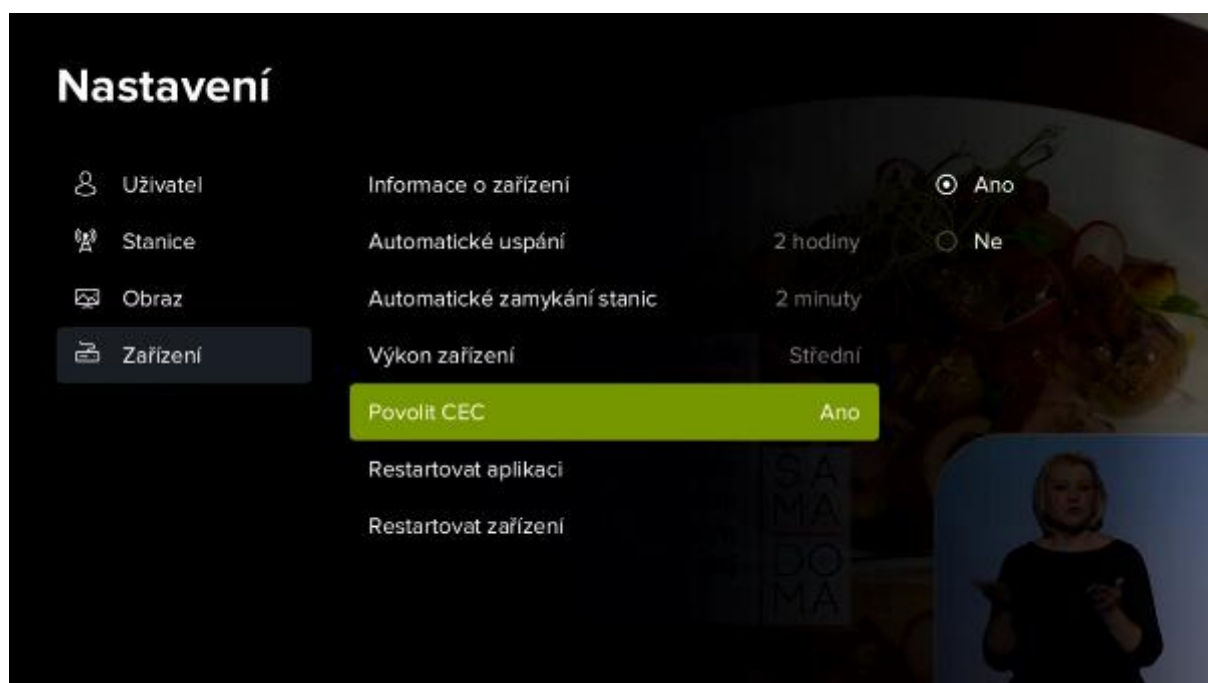 Nastavení
Uživatel
Stanice
Obraz
Zařízení
Informace o zařízení
Automatické uspání 2 hodiny
Automatické zamykání stanic 2 minuty
Výkon zařízení Střední
Povolit CEC Ano
Restartovat aplikaci
Restartovat zařízení
Ano
Ne
SA
MA
DO
MA